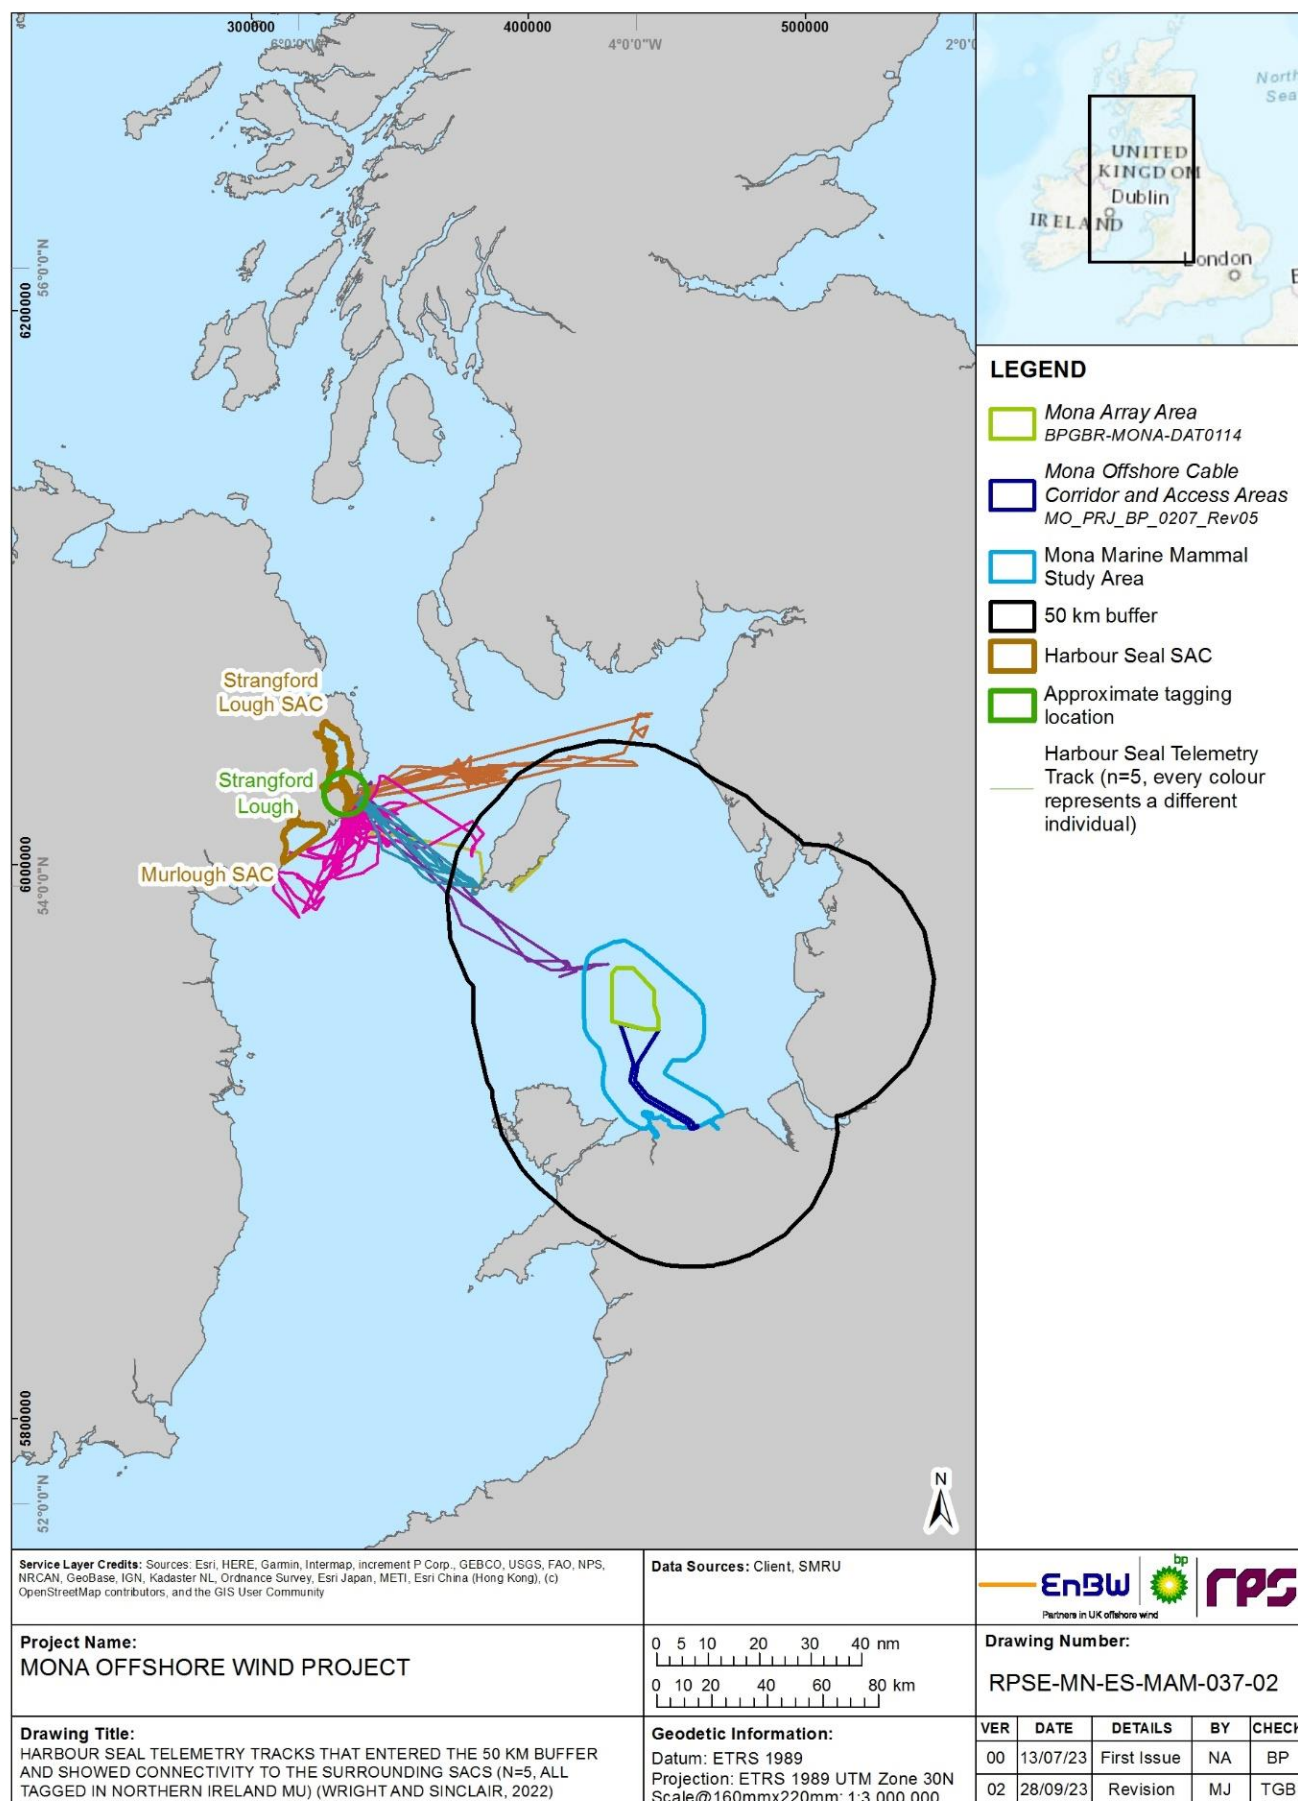 300000
400000
500000
6°0'0"W
4°0'0"W
2°0'
56°0'0"N
6200000
Strangford
Lough SAC
Strangford
Lough
Murlough SAC
6000000
54°0'0"N
5800000
52°0'0"N
N
North
Sea
UNITED
KINGDOM
Dublin
IRELAND
London
E
LEGEND
Mona Array Area
BPGBR-MONA-DAT0114
Mona Offshore Cable
Corridor and Access Areas
MO_PRJ_BP_0207_Rev05
Mona Marine Mammal
Study Area
50 km buffer
Harbour Seal SAC
Approximate tagging
location
Harbour Seal Telemetry
Track (n=5, every colour
represents a different
individual)
Service Layer Credits: Sources: Esri, HERE, Garmin, Intermap, increment P Corp., GEBCO, USGS, FAO, NPS,
NRCAN, GeoBase, IGN, Kadaster NL, Ordnance Survey, Esri Japan, METI, Esri China (Hong Kong), (c)
OpenStreetMap contributors, and the GIS User Community
Data Sources: Client, SMRU
EnBW
bp
rps
Partners in UK offshore wind
Project Name:
MONA OFFSHORE WIND PROJECT
0 5 10 20 30 40 nm
0 10 20 40 60 80 km
Drawing Number:
RPSE-MN-ES-MAM-037-02
Drawing Title:
HARBOUR SEAL TELEMETRY TRACKS THAT ENTERED THE 50 KM BUFFER
AND SHOWED CONNECTIVITY TO THE SURROUNDING SACS (N=5, ALL
TAGGED IN NORTHERN IRELAND MU) (WRIGHT AND SINCLAIR, 2022)
Geodetic Information:
Datum: ETRS 1989
Projection: ETRS 1989 UTM Zone 30N
Scale@160mmx220mm: 1:3,000,000
VER DATE DETAILS BY CHECK
00 13/07/23 First Issue NA BP
02 28/09/23 Revision MJ TGB